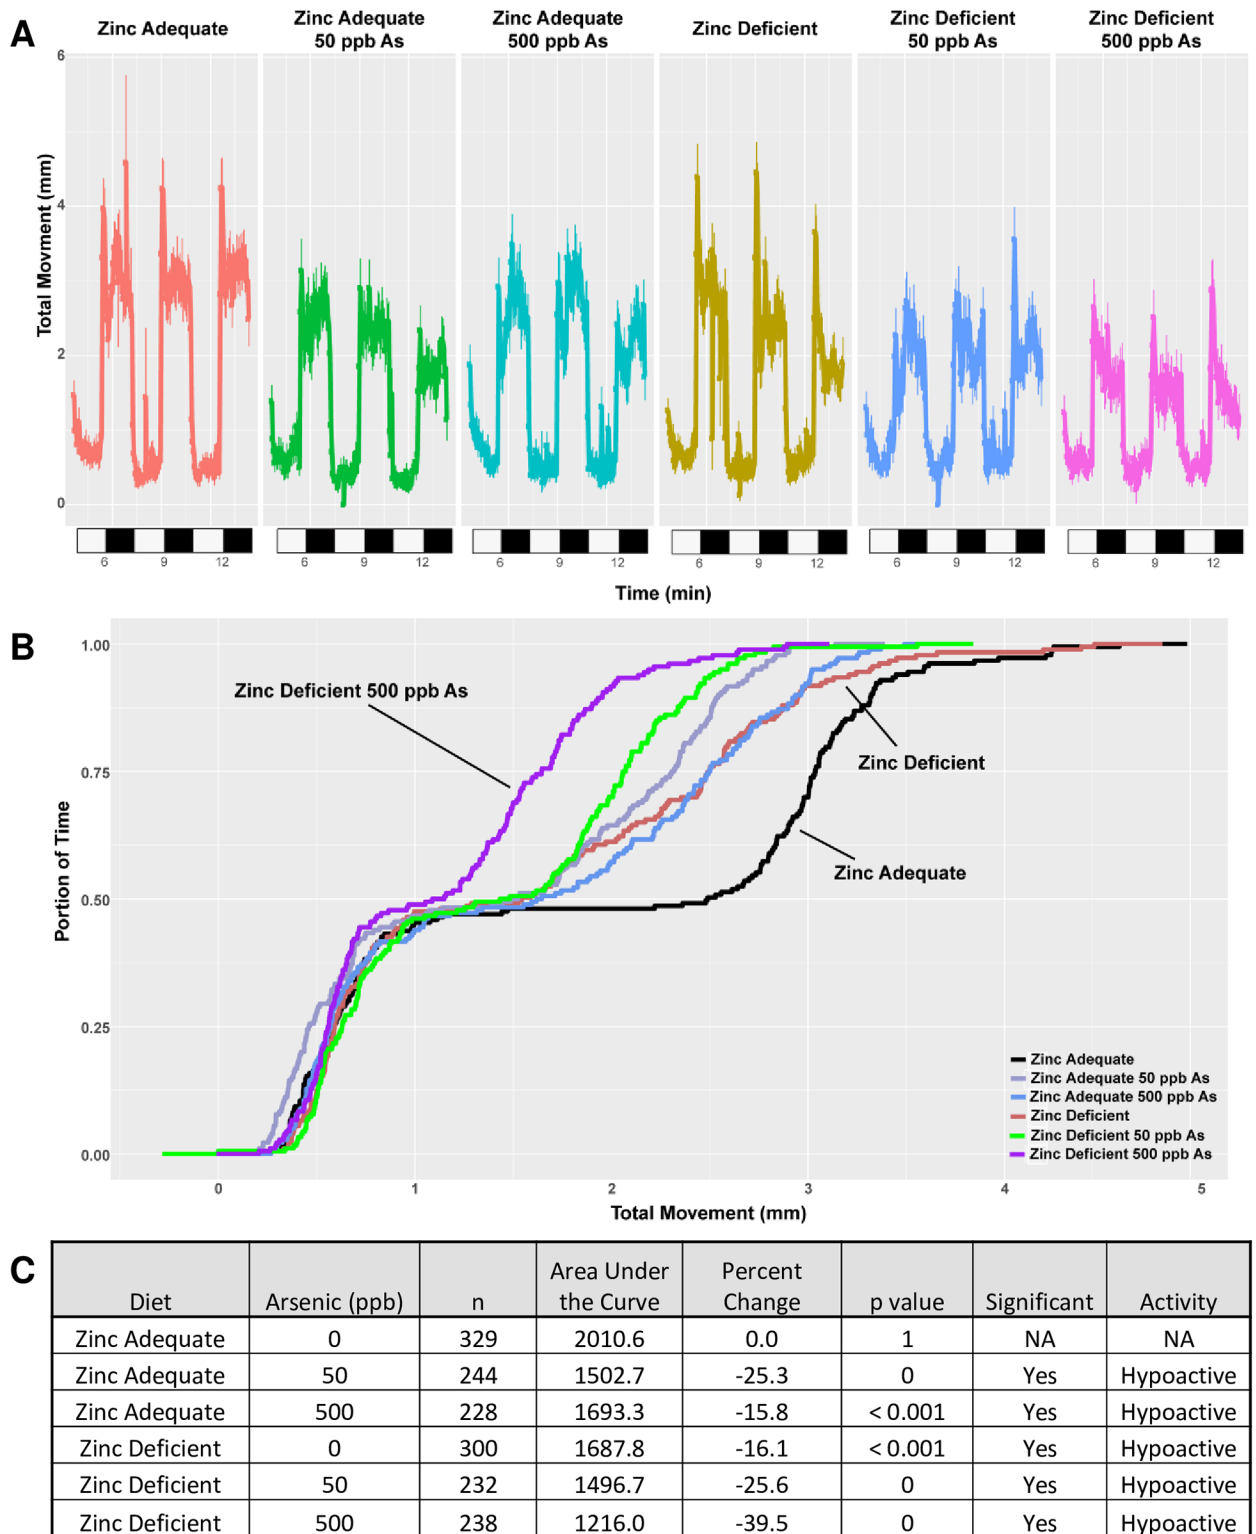 A
Zinc Adequate
Zinc Adequate
50 ppb As
Zinc Adequate
500 ppb As
Zinc Deficient
Zinc Deficient
50 ppb As
Zinc Deficient
500 ppb As
Total Movment (mm)
6
4
2
0
6 9 12 6 9 12 6 9 12 6 9 12 6 9 12 6 9 12
Time (min)
B
Portion of Time
1.00
0.75
0.50
0.25
0.00
Zinc Deficient 500 ppb As
Zinc Deficient
Zinc Adequate
Zinc Adequate
Zinc Adequate 50 ppb As
Zinc Adequate 500 ppb As
Zinc Deficient
Zinc Deficient 50 ppb As
Zinc Deficient 500 ppb As
0 1 2 3 4 5
Total Movement (mm)
C
Diet Arsenic (ppb) n Area Under the Curve Percent Change p value Significant Activity
Zinc Adequate 0 329 2010.6 0.0 1 NA NA
Zinc Adequate 50 244 1502.7 -25.3 0 Yes Hypoactive
Zinc Adequate 500 228 1693.3 -15.8 < 0.001 Yes Hypoactive
Zinc Deficient 0 300 1687.8 -16.1 < 0.001 Yes Hypoactive
Zinc Deficient 50 232 1496.7 -25.6 0 Yes Hypoactive
Zinc Deficient 500 238 1216.0 -39.5 0 Yes Hypoactive